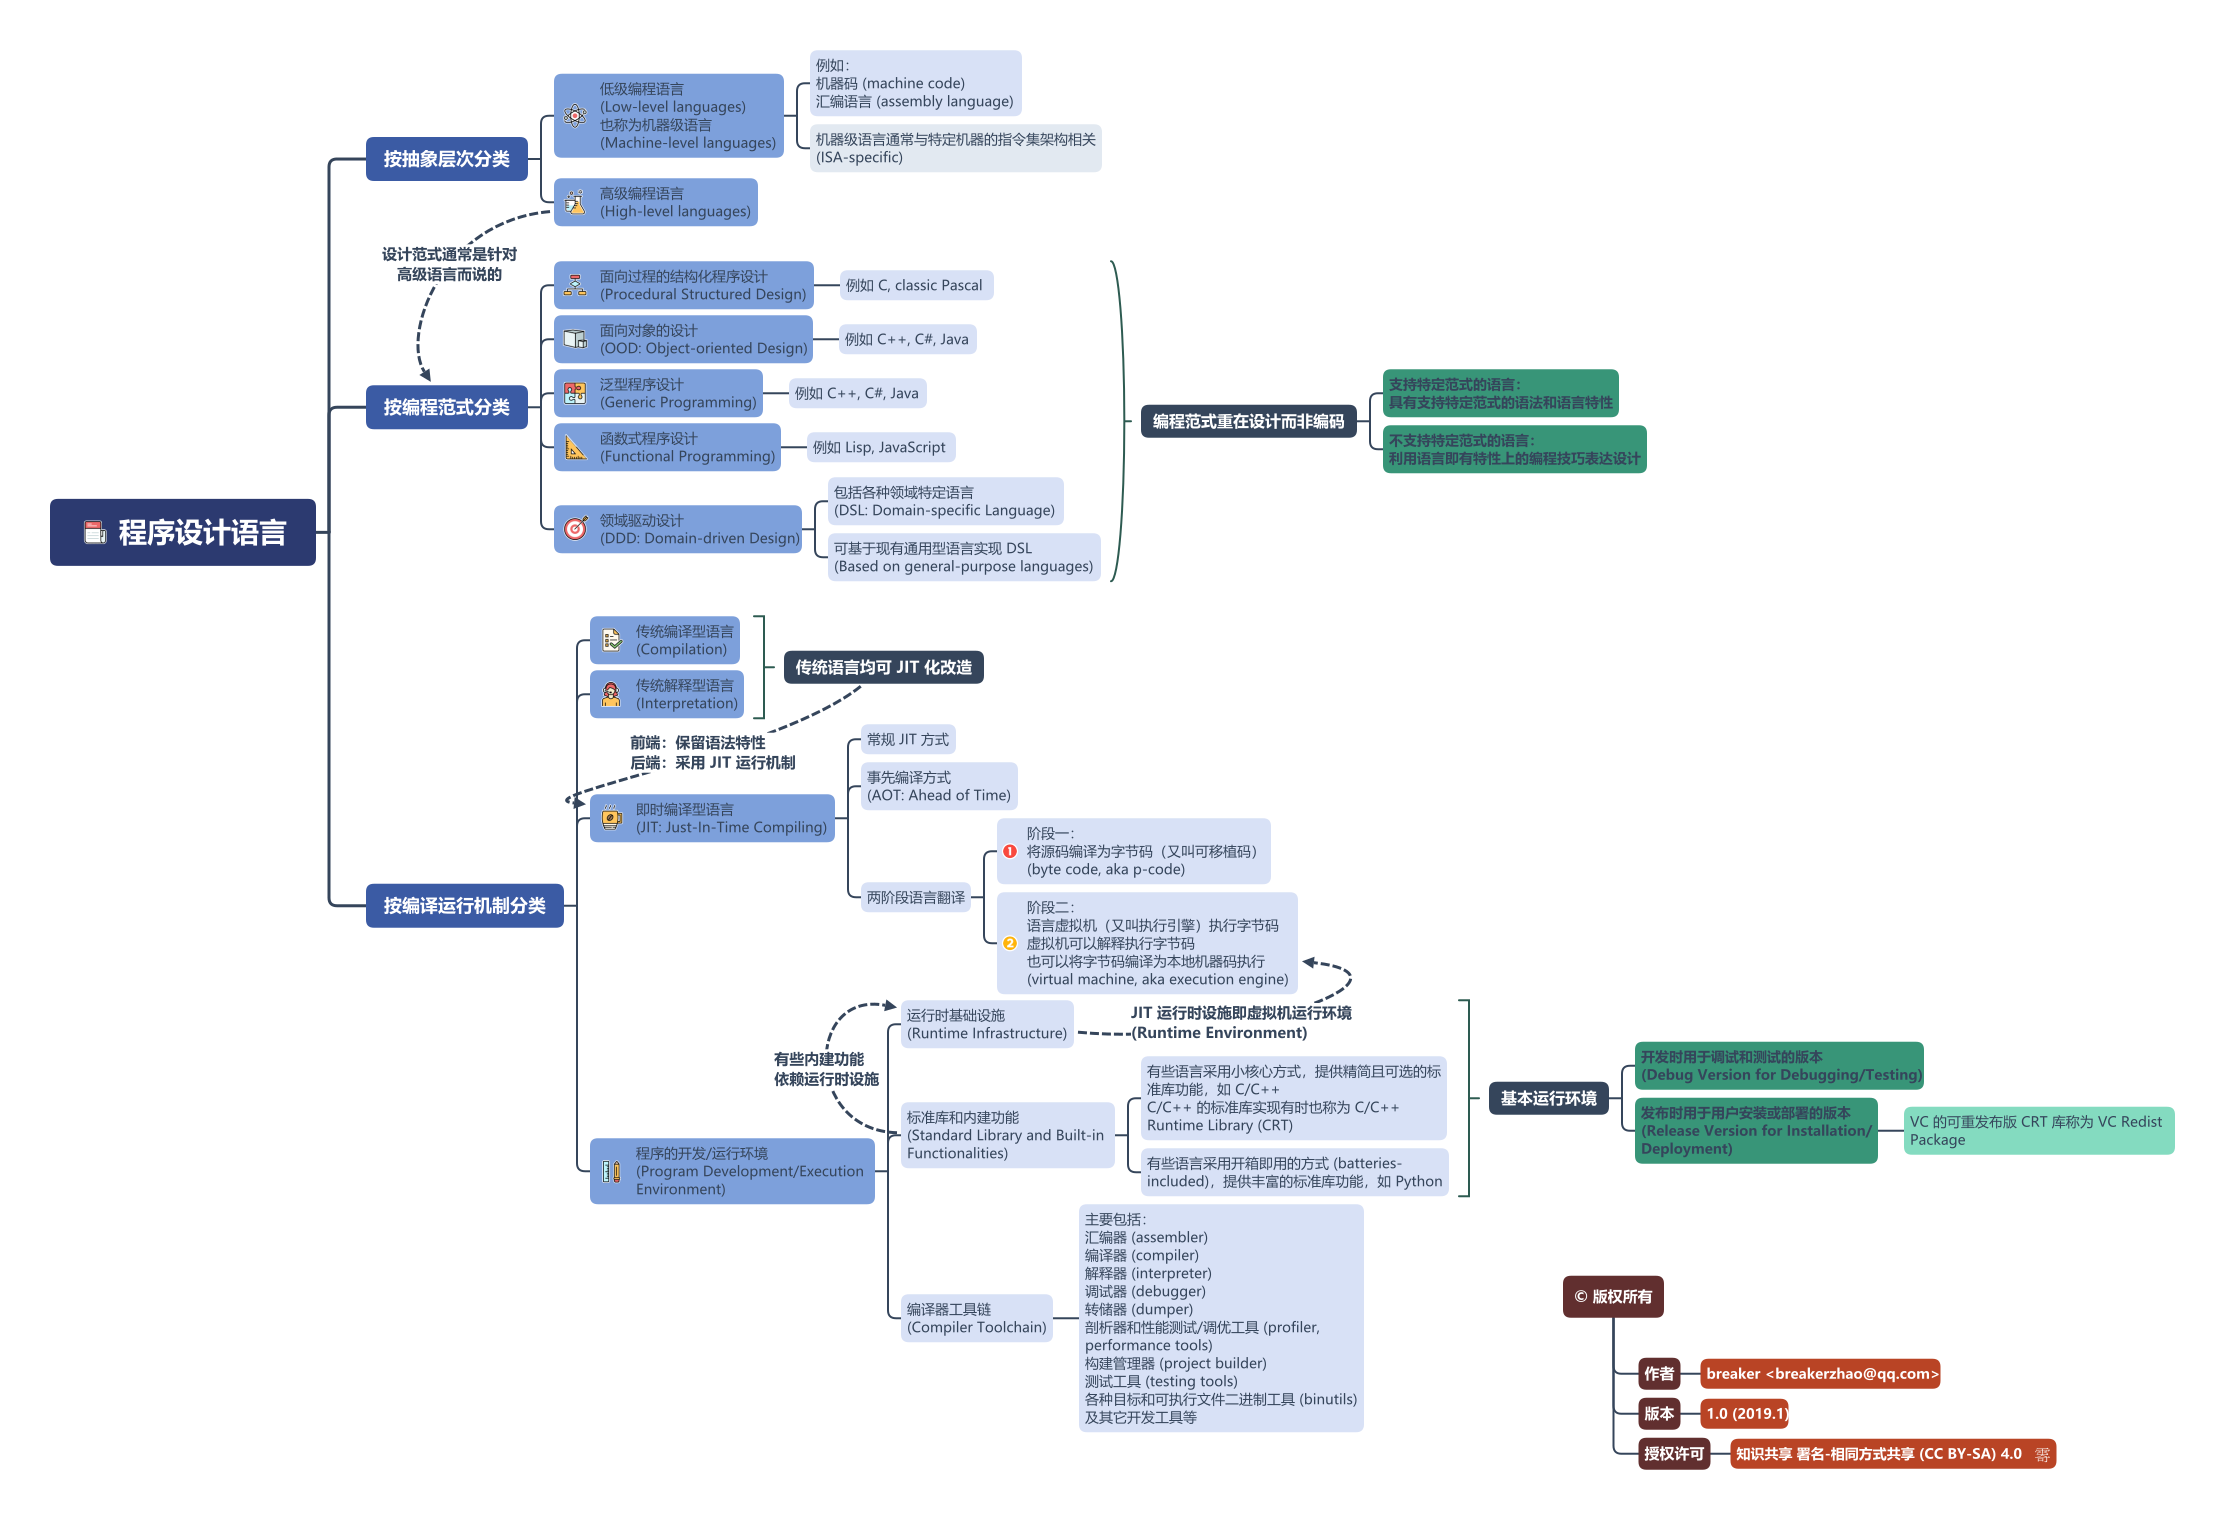 程序设计语言
按抽象层次分类
低级编程语言
(Low-level languages)
也称为机器级语言
(Machine-level languages)
例如：
机器码 (machine code)
汇编语言 (assembly language)
机器级语言通常与特定机器的指令集架构相关
(ISA-specific)
高级编程语言
(High-level languages)
设计范式通常是针对
高级语言而说的
按编程范式分类
面向过程的结构化程序设计
(Procedural Structured Design)
例如 C, classic Pascal
面向对象的设计
(OOD: Object-oriented Design)
例如 C++, C#, Java
泛型程序设计
(Generic Programming)
例如 C++, C#, Java
函数式程序设计
(Functional Programming)
例如 Lisp, JavaScript
领域驱动设计
(DDD: Domain-driven Design)
包括各种领域特定语言
(DSL: Domain-specific Language)
可基于现有通用型语言实现 DSL
(Based on general-purpose languages)
编程范式重在设计而非编码
支持特定范式的语言：
具有支持特定范式的语法和语言特性
不支持特定范式的语言：
利用语言即有特性上的编程技巧表达设计
按编译运行机制分类
传统编译型语言
(Compilation)
传统解释型语言
(Interpretation)
传统语言均可 JIT 化改造
前端：保留语法特性
后端：采用 JIT 运行机制
即时编译型语言
(JIT: Just-In-Time Compiling)
常规 JIT 方式
事先编译方式
(AOT: Ahead of Time)
两阶段语言翻译
1
阶段一：
将源码编译为字节码（又叫可移植码）
(byte code, aka p-code)
2
阶段二：
语言虚拟机（又叫执行引擎）执行字节码
虚拟机可以解释执行字节码
也可以将字节码编译为本地机器码执行
(virtual machine, aka execution engine)
程序的开发/运行环境
(Program Development/Execution
Environment)
运行时基础设施
(Runtime Infrastructure)
JIT 运行时设施即虚拟机运行环境
(Runtime Environment)
有些内建功能
依赖运行时设施
标准库和内建功能
(Standard Library and Built-in
Functionalities)
有些语言采用小核心方式，提供精简且可选的标
准库功能，如 C/C++
C/C++ 的标准库实现有时也称为 C/C++
Runtime Library (CRT)
有些语言采用开箱即用的方式 (batteries-
included)，提供丰富的标准库功能，如 Python
编译器工具链
(Compiler Toolchain)
主要包括：
汇编器 (assembler)
编译器 (compiler)
解释器 (interpreter)
调试器 (debugger)
转储器 (dumper)
剖析器和性能测试/调优工具 (profiler,
performance tools)
构建管理器 (project builder)
测试工具 (testing tools)
各种目标和可执行文件二进制工具 (binutils)
及其它开发工具等
基本运行环境
开发时用于调试和测试的版本
(Debug Version for Debugging/Testing)
发布时用于用户安装或部署的版本
(Release Version for Installation/
Deployment)
VC 的可重发布版 CRT 库称为 VC Redist
Package
© 版权所有
作者
breaker <breakerzhao@qq.com>
版本
1.0 (2019.1)
授权许可
知识共享 署名-相同方式共享 (CC BY-SA) 4.0